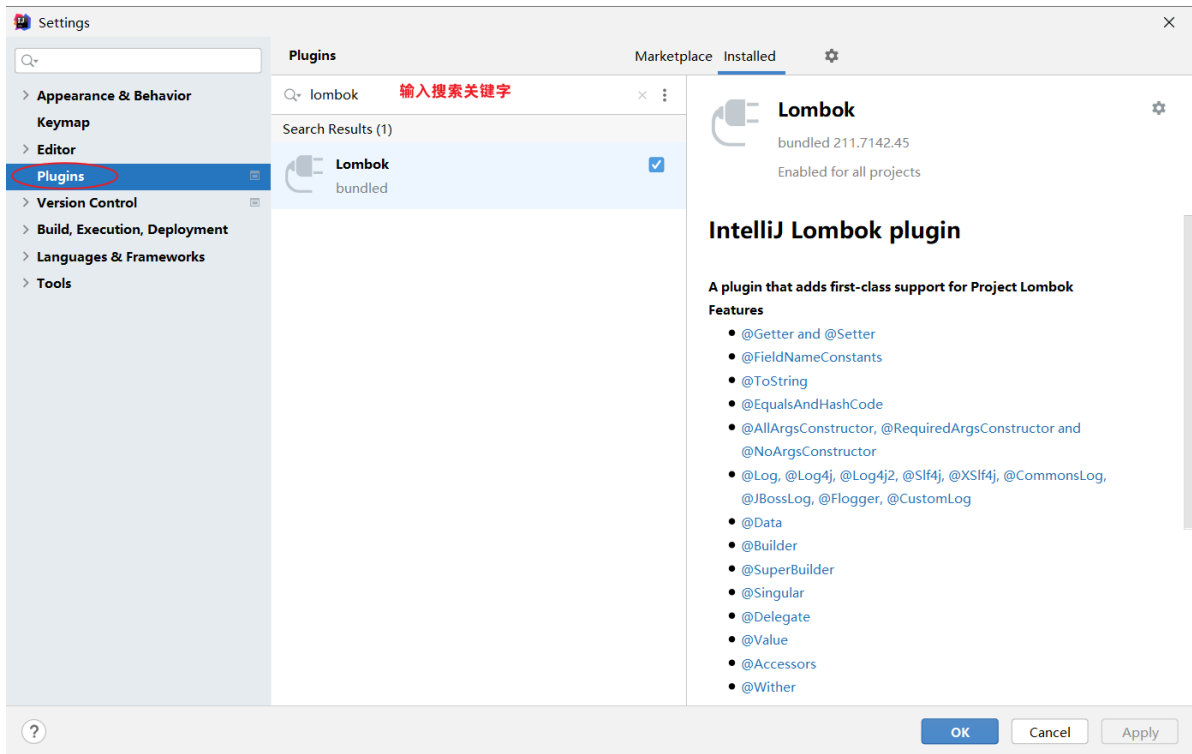 Settings
Appearance & Behavior
Keymap
Editor
Plugins
Version Control
Build, Execution, Deployment
Languages & Frameworks
Tools
Plugins
Marketplace Installed
lombok 输入搜索关键字
Search Results (1)
Lombok
bundled
Lombok
bundled 211.7142.45
Enabled for all projects
IntelliJ Lombok plugin
A plugin that adds first-class support for Project Lombok
Features
@Getter and @Setter
@FieldNameConstants
@ToString
@EqualsAndHashCode
@AllArgsConstructor, @RequiredArgsConstructor and
@NoArgsConstructor
@Log, @Log4j, @Log4j2, @Slf4j, @XSlf4j, @CommonsLog,
@JBossLog, @Flogger, @CustomLog
@Data
@Builder
@SuperBuilder
@Singular
@Delegate
@Value
@Accessors
@Wither
?
OK
Cancel
Apply